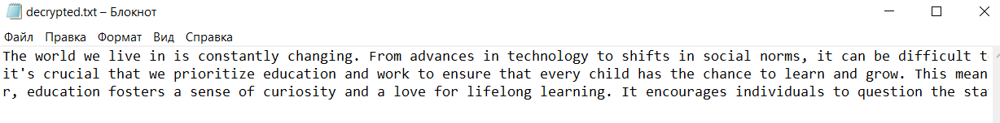 decrypted.txt – Блокнот
Файл Правка Формат Вид Справка
The world we live in is constantly changing. From advances in technology to shifts in social norms, it can be difficult t
it's crucial that we prioritize education and work to ensure that every child has the chance to learn and grow. This mean
r, education fosters a sense of curiosity and a love for lifelong learning. It encourages individuals to question the sta